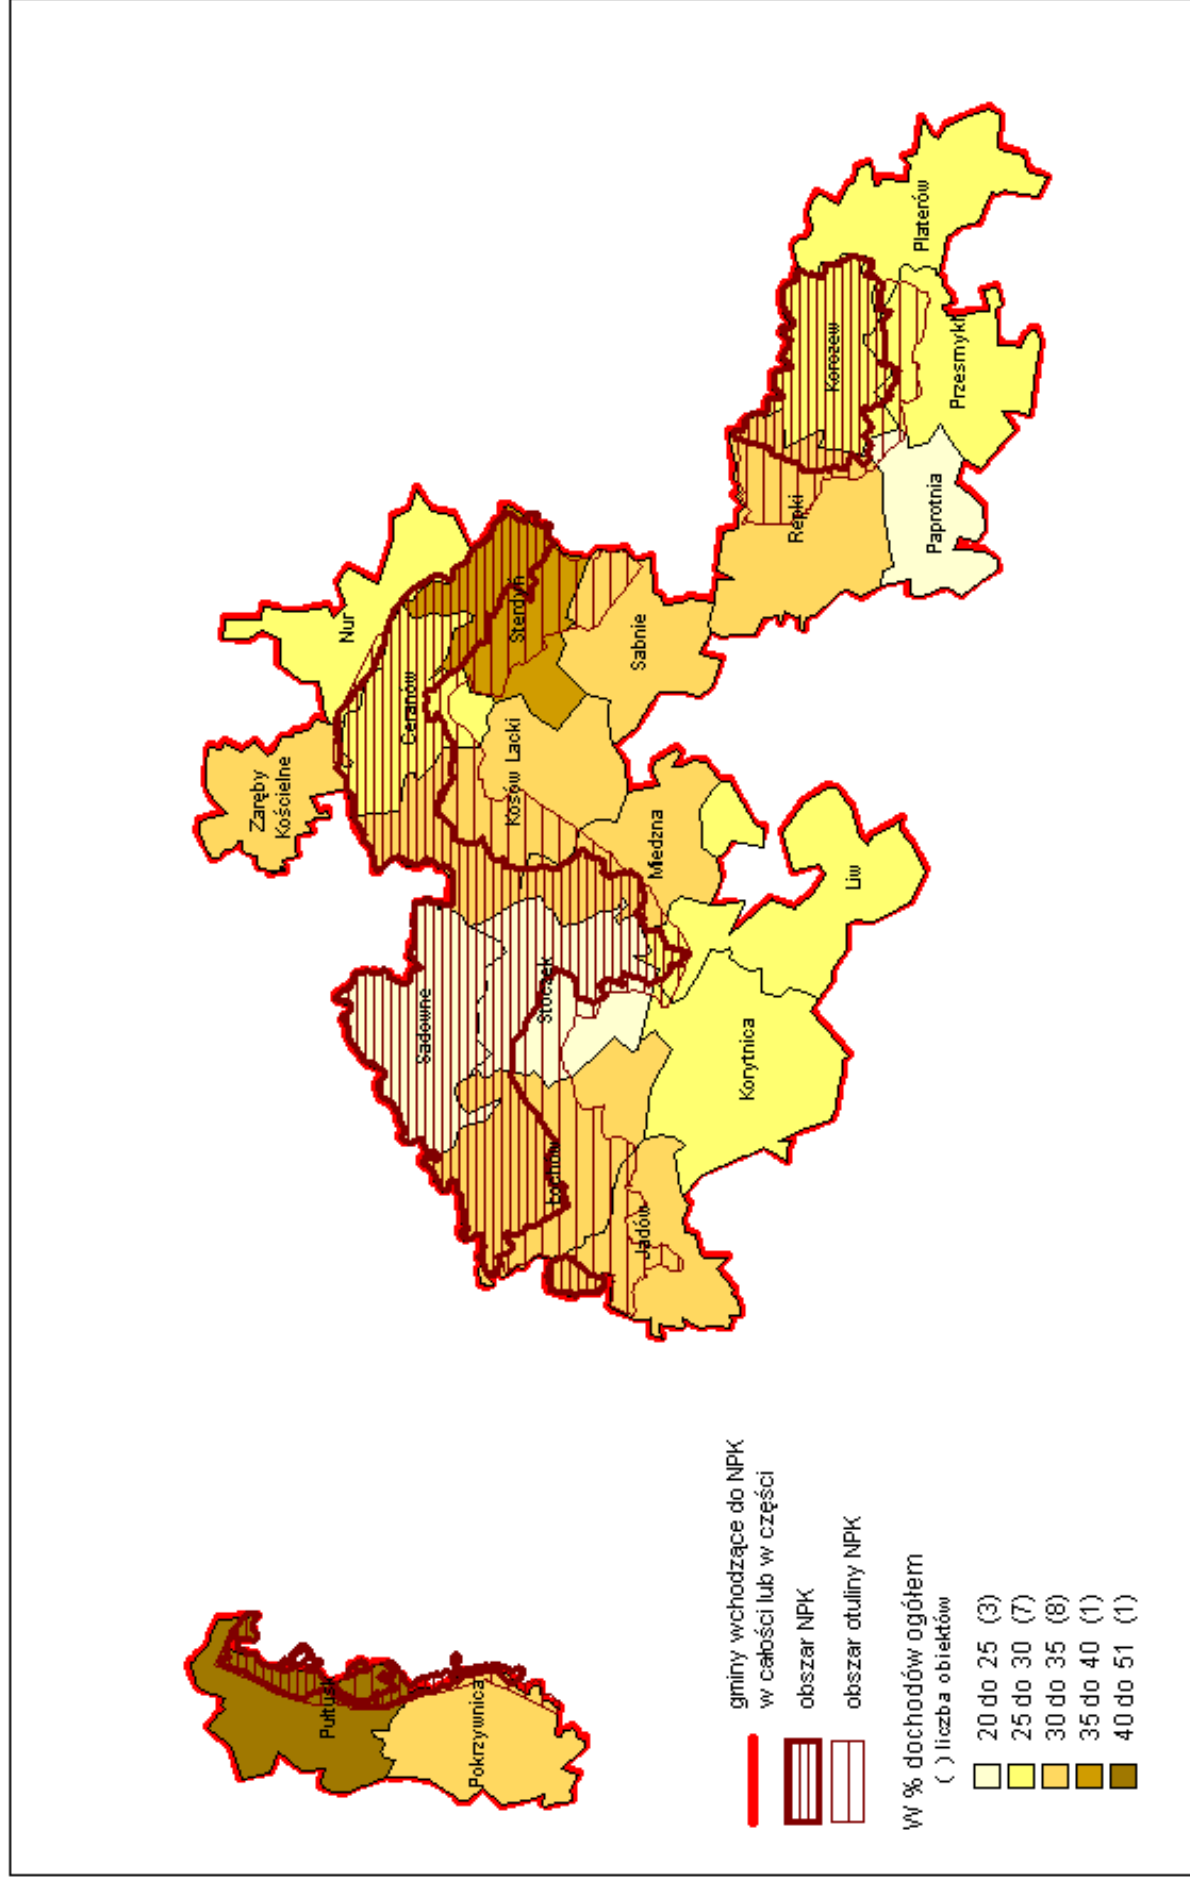 Pułtusk
Pokrzywnica
Zaręby
Kościelne
Nur
Sadowne
Ceranów
Sterdyń
Stoczek
Kosów Lacki
Łochów
Sabnie
Jadów
Miedzna
Korytnica
Liw
Repki
Korozew
Platerów
Paprotnia
Przesmyki
gminy wchodzące do NPK
w całości lub w części
obszar NPK
obszar otuliny NPK
W % dochodów ogółem
( ) liczba obiektów
20 do 25 (3)
25 do 30 (7)
30 do 35 (8)
35 do 40 (1)
40 do 51 (1)